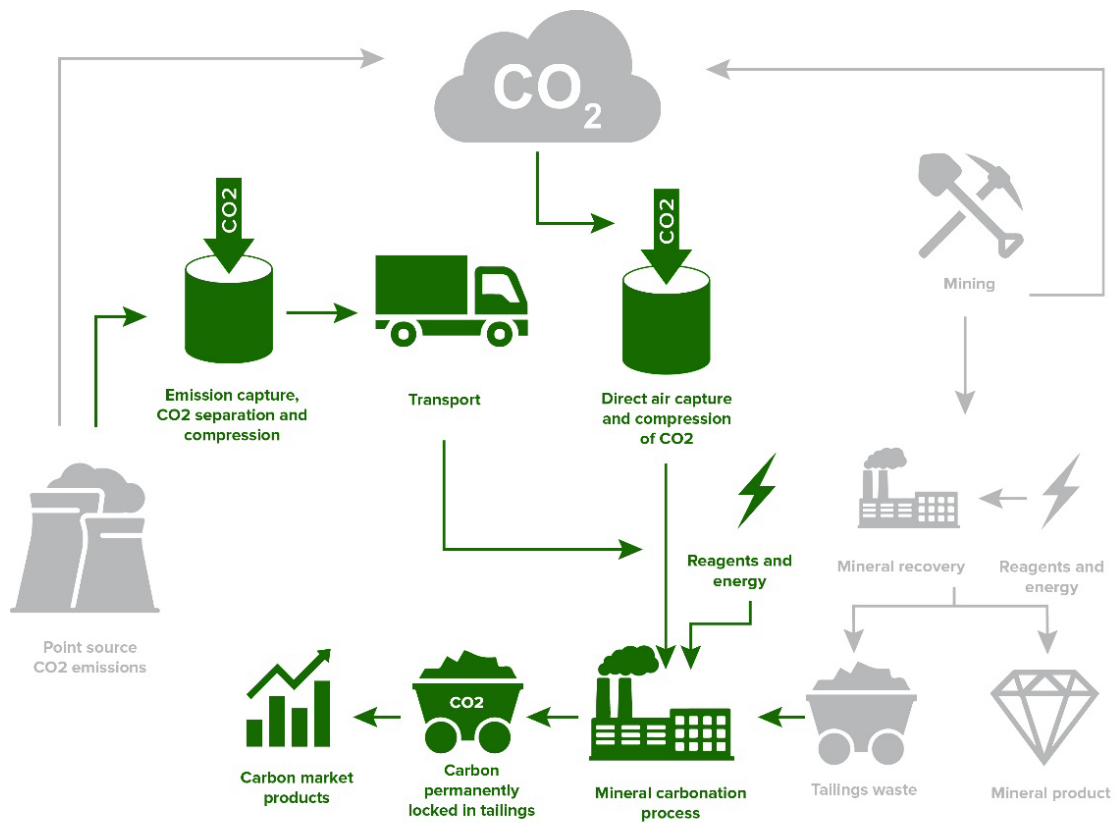 CO2
CO2
CO2
Mining
Emission capture,
CO2 separation and
compression
Transport
Direct air capture
and compression
of CO2
Reagents and
energy
Mineral recovery
Reagents and
energy
Point source
CO2 emissions
CO2
Carbon market
products
Carbon
permanently
locked in tailings
Mineral carbonation
process
Tailings waste
Mineral product